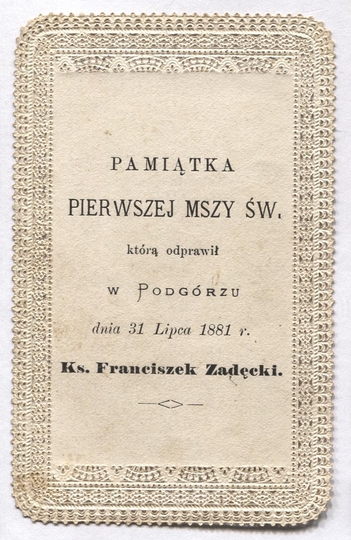 PAMIĄTKA
PIERWSZEJ MSZY ŚW.
którą odprawił
W PODGÓRZU
dnia 31 Lipca 1881 r.
Ks. Franciszek Zadęcki.